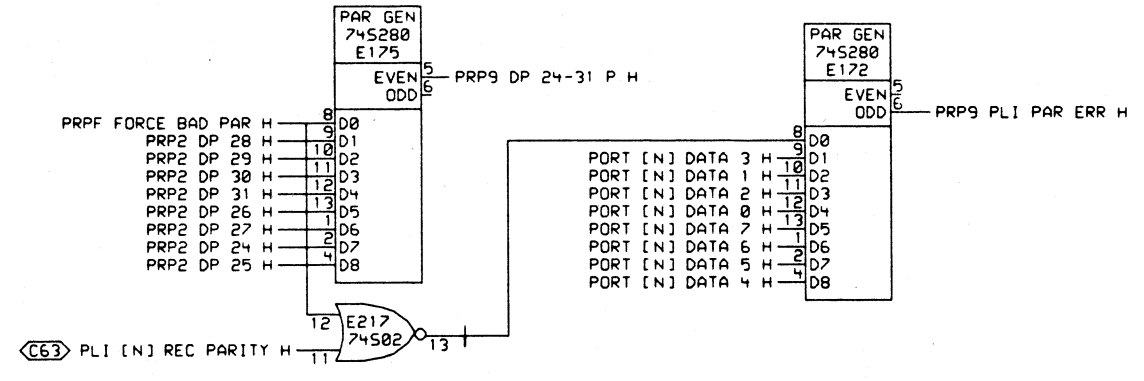 PAR GEN
74S280
E175
EVEN 5 PRP9 DP 24-31 P H
ODD 6
PRPF FORCE BAD PAR H 8 D0
PRP2 DP 28 H 9 D1
PRP2 DP 29 H 10 D2
PRP2 DP 30 H 11 D3
PRP2 DP 31 H 12 D4
PRP2 DP 26 H 13 D5
PRP2 DP 27 H 1 D6
PRP2 DP 24 H 2 D7
PRP2 DP 25 H 4 D8
12 E217
74S02 13
C63 PLI [N] REC PARITY H 11
PAR GEN
74S280
E172
EVEN 5
ODD 6 PRP9 PLI PAR ERR H
8 D0
PORT [N] DATA 3 H 9 D1
PORT [N] DATA 1 H 10 D2
PORT [N] DATA 2 H 11 D3
PORT [N] DATA 0 H 12 D4
PORT [N] DATA 7 H 13 D5
PORT [N] DATA 6 H 1 D6
PORT [N] DATA 5 H 2 D7
PORT [N] DATA 4 H 4 D8